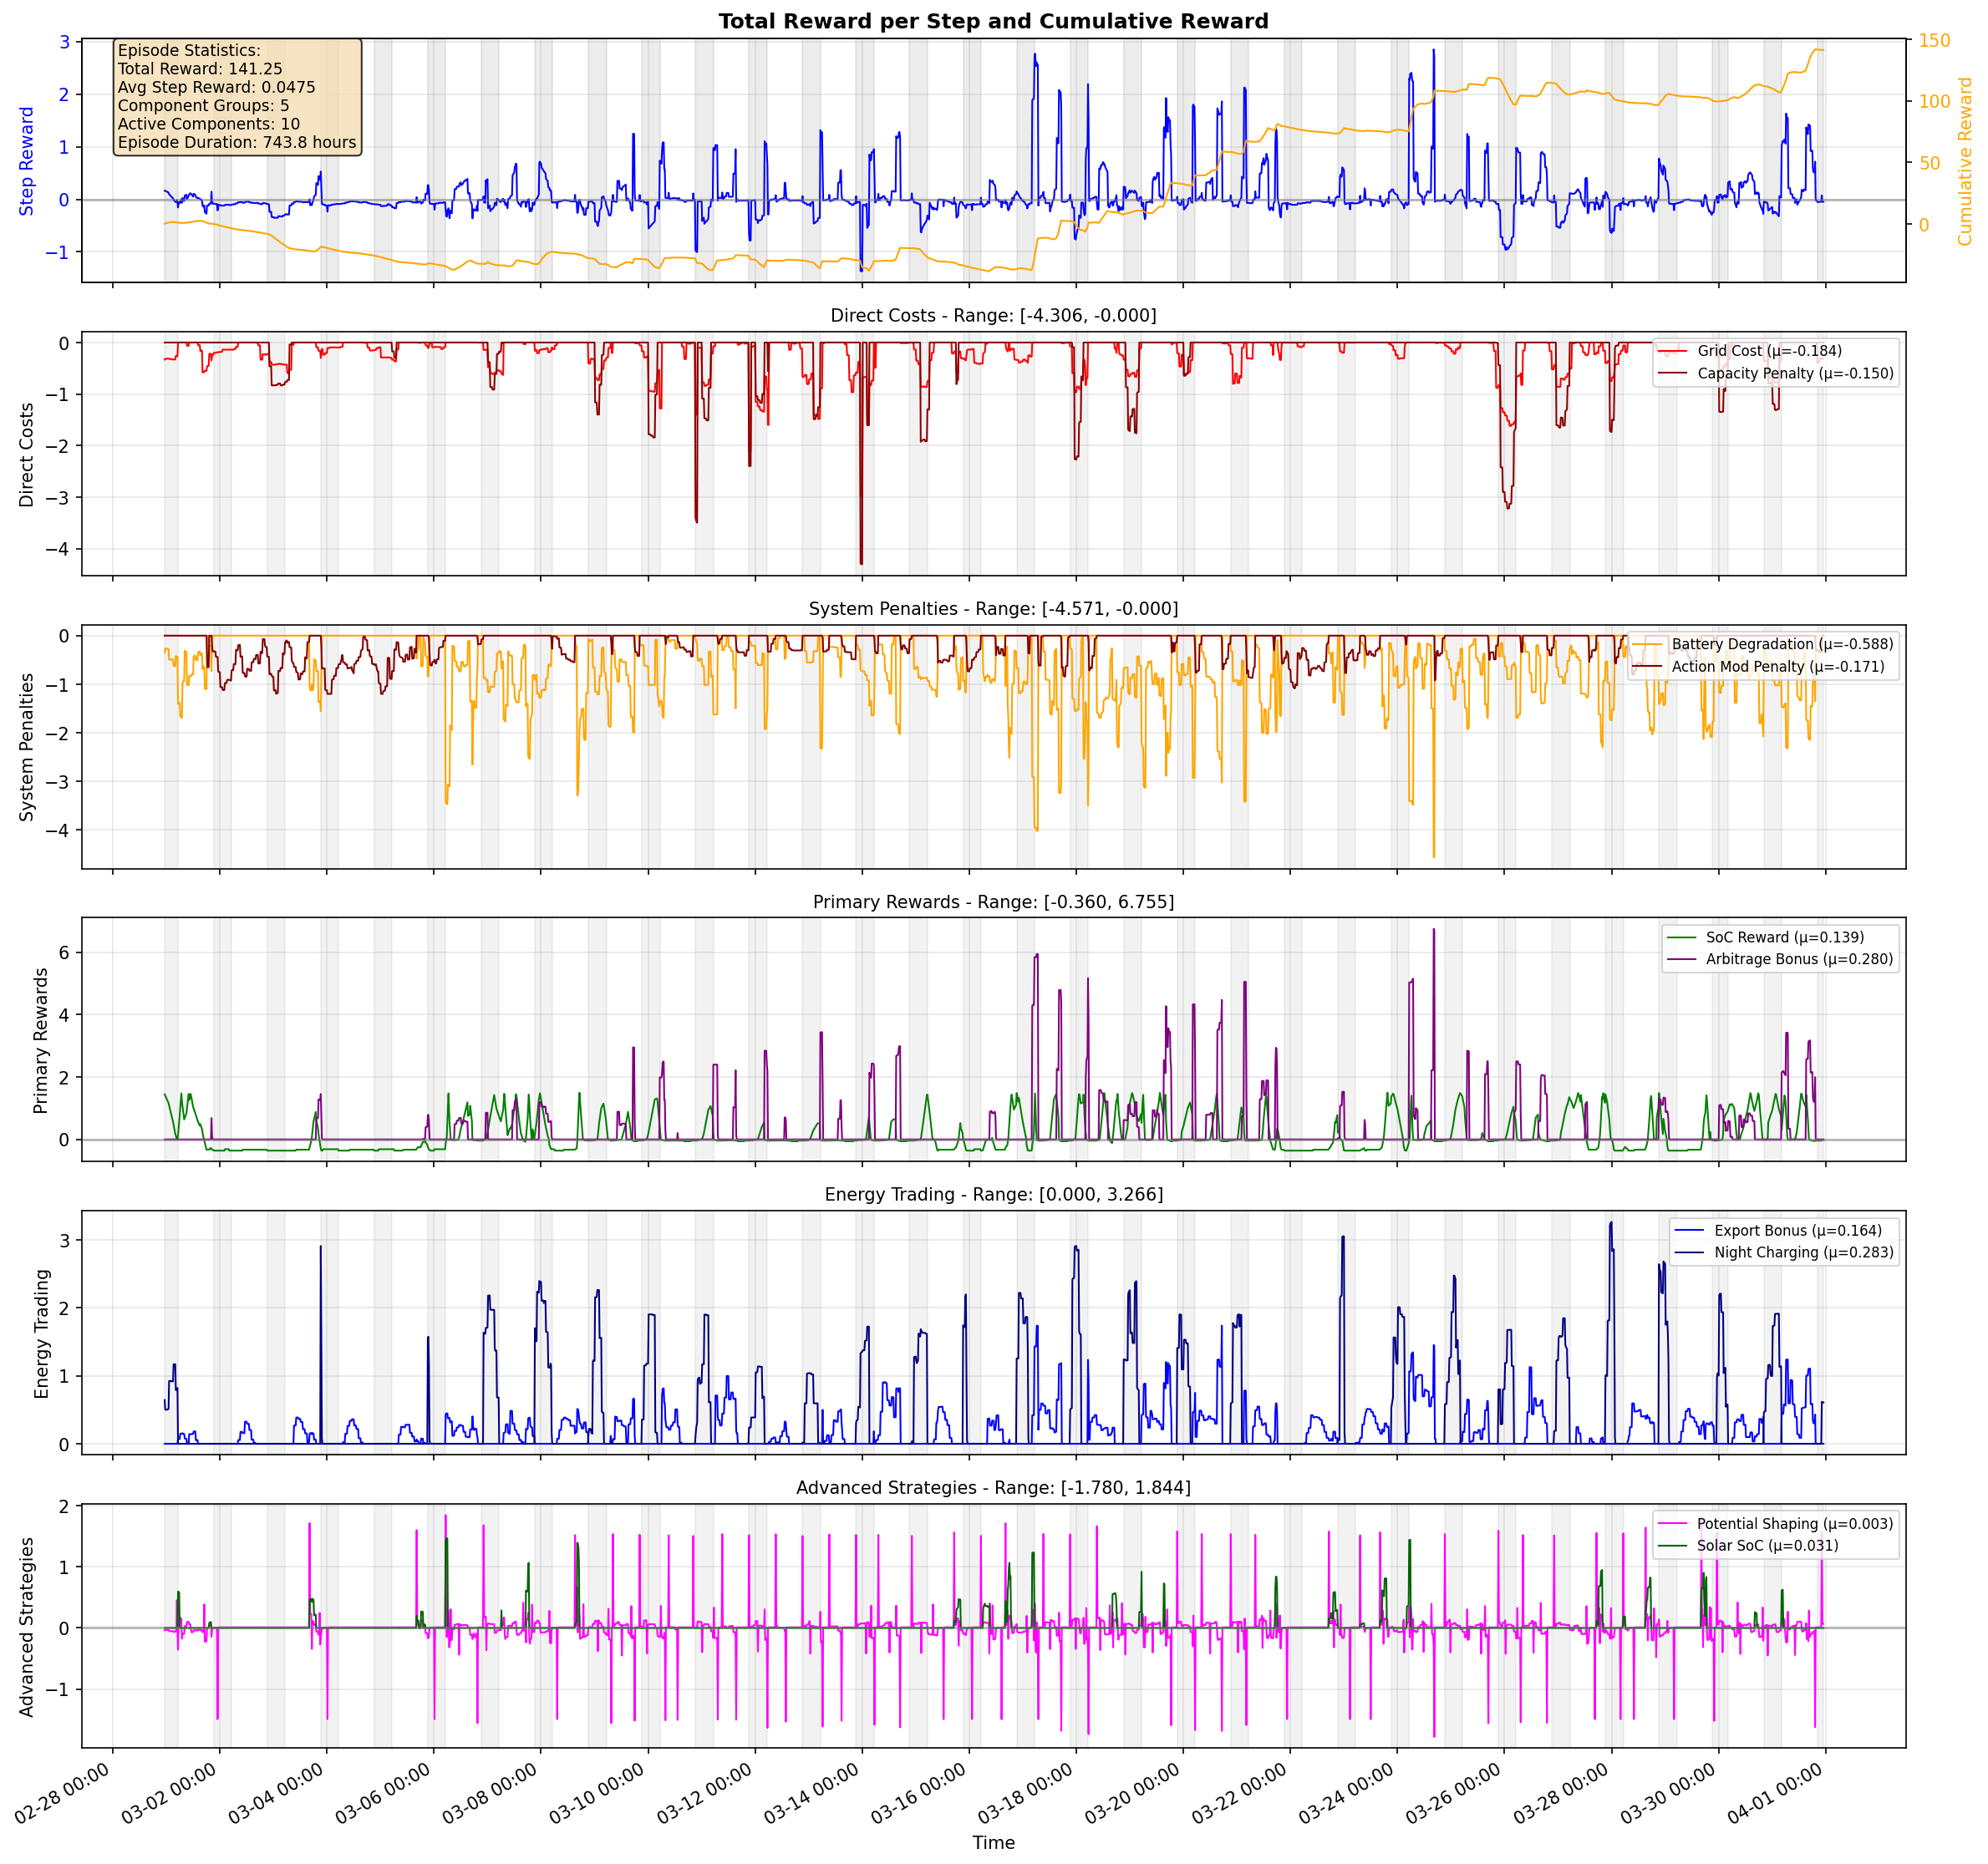 Total Reward per Step and Cumulative Reward
Episode Statistics:
Total Reward: 141.25
Avg Step Reward: 0.0475
Component Groups: 5
Active Components: 10
Episode Duration: 743.8 hours
Step Reward
3
2
1
0
−1
Cumulative Reward
150
100
50
0
Direct Costs - Range: [-4.306, -0.000]
Direct Costs
0
−1
−2
−3
−4
Grid Cost (μ=-0.184)
Capacity Penalty (μ=-0.150)
System Penalties - Range: [-4.571, -0.000]
System Penalties
0
−1
−2
−3
−4
Battery Degradation (μ=-0.588)
Action Mod Penalty (μ=-0.171)
Primary Rewards - Range: [-0.360, 6.755]
Primary Rewards
6
4
2
0
SoC Reward (μ=0.139)
Arbitrage Bonus (μ=0.280)
Energy Trading - Range: [0.000, 3.266]
Energy Trading
3
2
1
0
Export Bonus (μ=0.164)
Night Charging (μ=0.283)
Advanced Strategies - Range: [-1.780, 1.844]
Advanced Strategies
2
1
0
−1
Potential Shaping (μ=0.003)
Solar SoC (μ=0.031)
02-28 00:00
03-02 00:00
03-04 00:00
03-06 00:00
03-08 00:00
03-10 00:00
03-12 00:00
03-14 00:00
03-16 00:00
03-18 00:00
03-20 00:00
03-22 00:00
03-24 00:00
03-26 00:00
03-28 00:00
03-30 00:00
04-01 00:00
Time